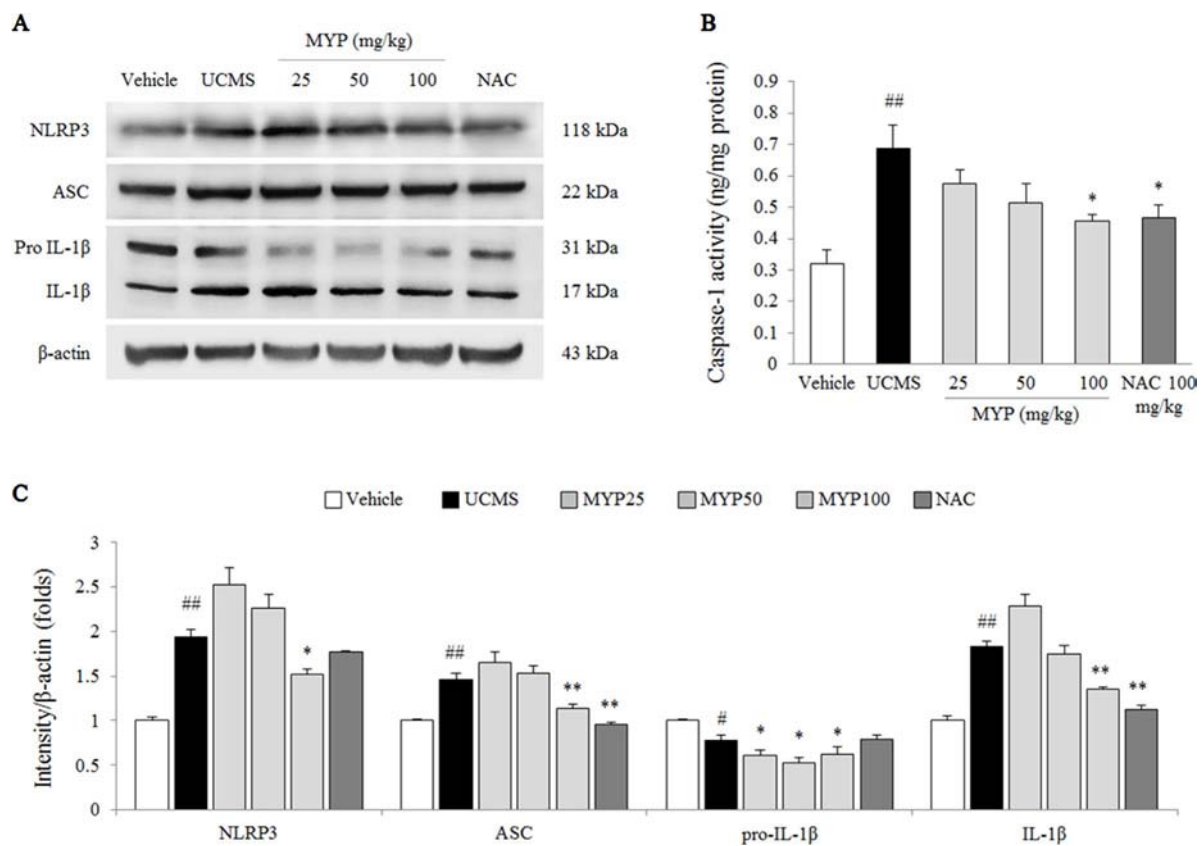 A
MYP (mg/kg)
Vehicle UCMS 25 50 100 NAC
NLRP3 118 kDa
ASC 22 kDa
Pro IL-1β 31 kDa
IL-1β 17 kDa
β-actin 43 kDa
B
Caspase-1 activity (ng/mg protein)
0.9
0.8
0.7
0.6
0.5
0.4
0.3
0.2
0.1
0
##
*
*
Vehicle UCMS 25 50 100 NAC 100
MYP (mg/kg) mg/kg
C
Vehicle UCMS MYP25 MYP50 MYP100 NAC
Intensity/β-actin (folds)
3
2.5
2
1.5
1
0.5
0
##
*
##
**
**
#
*
*
*
##
**
**
NLRP3 ASC pro-IL-1β IL-1β